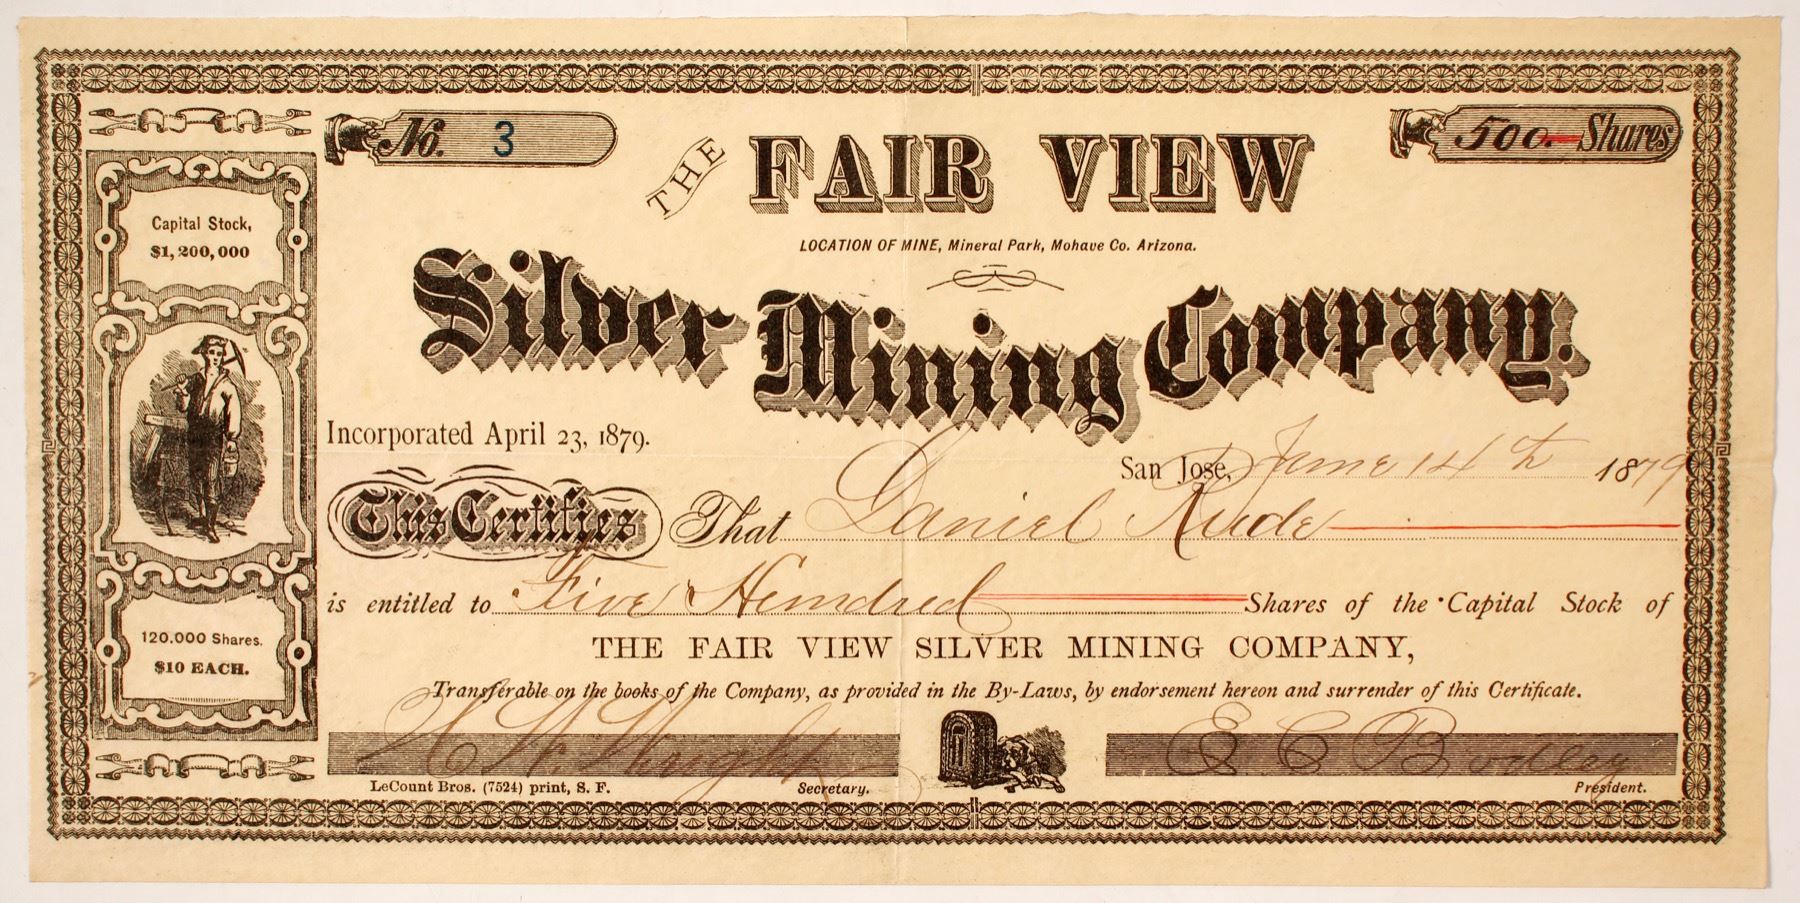 No. 3
500. Shares
THE FAIR VIEW
LOCATION OF MINE, Mineral Park, Mohave Co. Arizona.
Silver Mining Company.
Capital Stock,
$1,200,000
120.000 Shares.
$10 EACH.
Incorporated April 23, 1879.
San Jose, June 14th 1879
This Certifies That Daniel Rude
is entitled to Five Hundred Shares of the Capital Stock of
THE FAIR VIEW SILVER MINING COMPANY,
Transferable on the books of the Company, as provided in the By-Laws, by endorsement hereon and surrender of this Certificate.
Wright
E C Bodley
LeCount Bros. (7524) print, S. F. Secretary.
President.